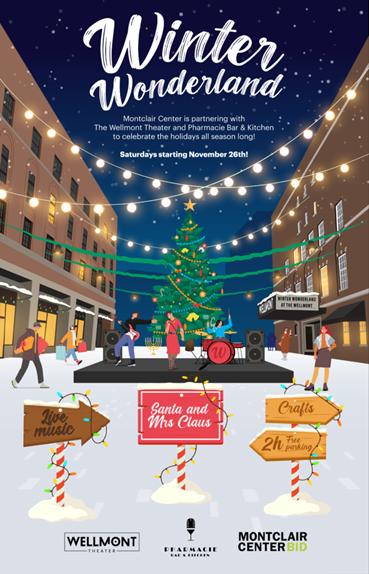 Winter
Wonderland
Montclair Center is partnering with
The Wellmont Theater and Pharmacie Bar & Kitchen
to celebrate the holidays all season long!
Saturdays starting November 26th!
WINTER WONDERLAND
AT THE WELLMONT
W
Live
music
Santa and
Mrs Claus
Crafts
2h Free
parking
WELLMONT
THEATER
PHARMACIE
BAR & KITCHEN
MONTCLAIR
CENTER BID